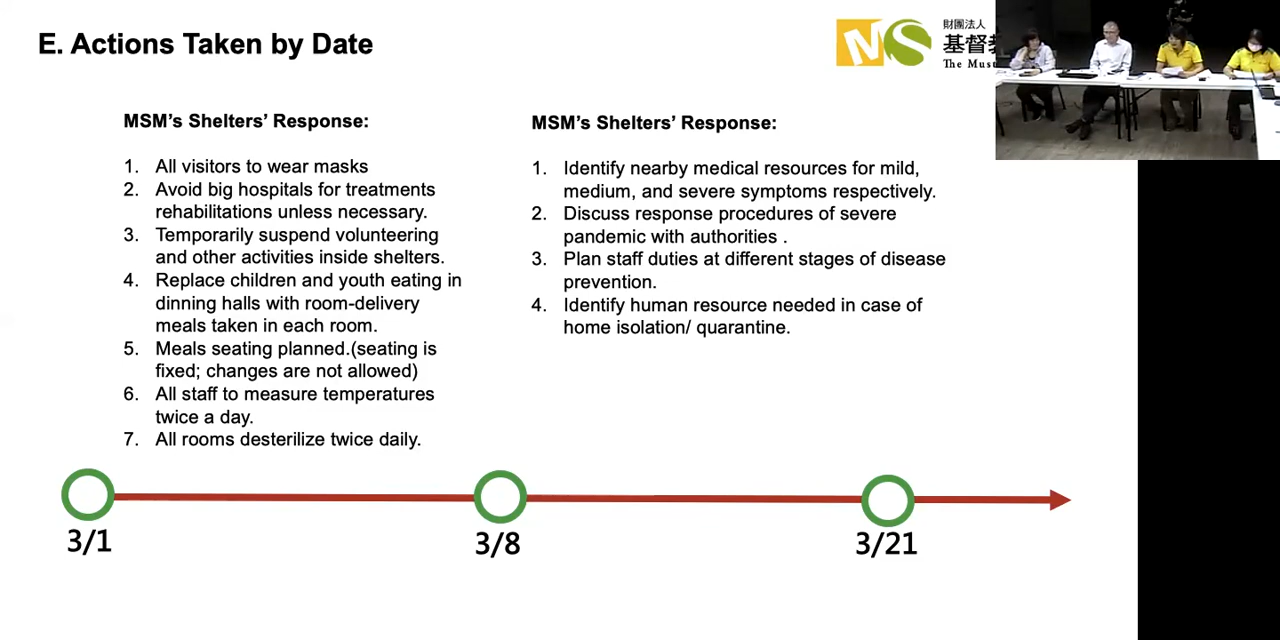 E. Actions Taken by Date
MS
財團法人
基督教
The Mus
MSM’s Shelters’ Response:
1. All visitors to wear masks
2. Avoid big hospitals for treatments
rehabilitations unless necessary.
3. Temporarily suspend volunteering
and other activities inside shelters.
4. Replace children and youth eating in
dinning halls with room-delivery
meals taken in each room.
5. Meals seating planned.(seating is
fixed; changes are not allowed)
6. All staff to measure temperatures
twice a day.
7. All rooms desterilize twice daily.
MSM’s Shelters’ Response:
1. Identify nearby medical resources for mild,
medium, and severe symptoms respectively.
2. Discuss response procedures of severe
pandemic with authorities .
3. Plan staff duties at different stages of disease
prevention.
4. Identify human resource needed in case of
home isolation/ quarantine.
3/1
3/8
3/21